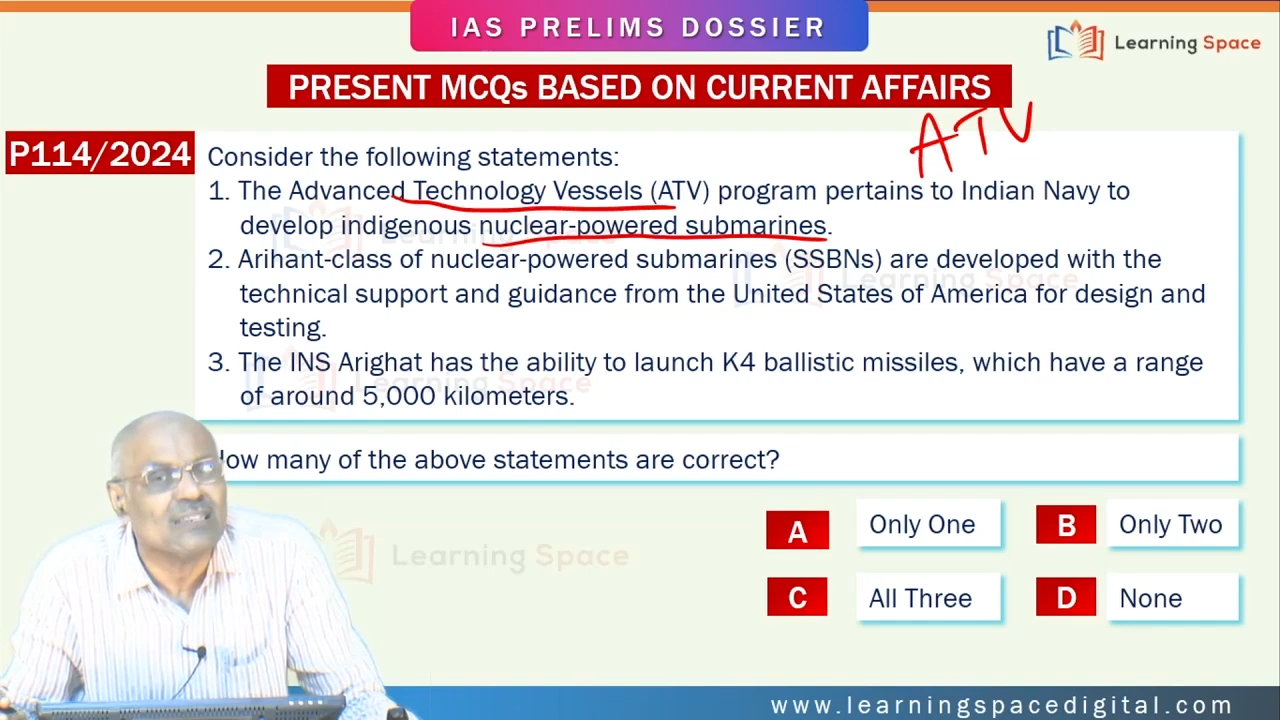 IAS PRELIMS DOSSIER
Learning Space
PRESENT MCQs BASED ON CURRENT AFFAIRS
ATV
P114/2024
Consider the following statements:
1. The Advanced Technology Vessels (ATV) program pertains to Indian Navy to
develop indigenous nuclear-powered submarines.
2. Arihant-class of nuclear-powered submarines (SSBNs) are developed with the
technical support and guidance from the United States of America for design and
testing.
3. The INS Arighat has the ability to launch K4 ballistic missiles, which have a range
of around 5,000 kilometers.
How many of the above statements are correct?
A Only One B Only Two
C All Three D None
Learning Space
www.learningspacedigital.com